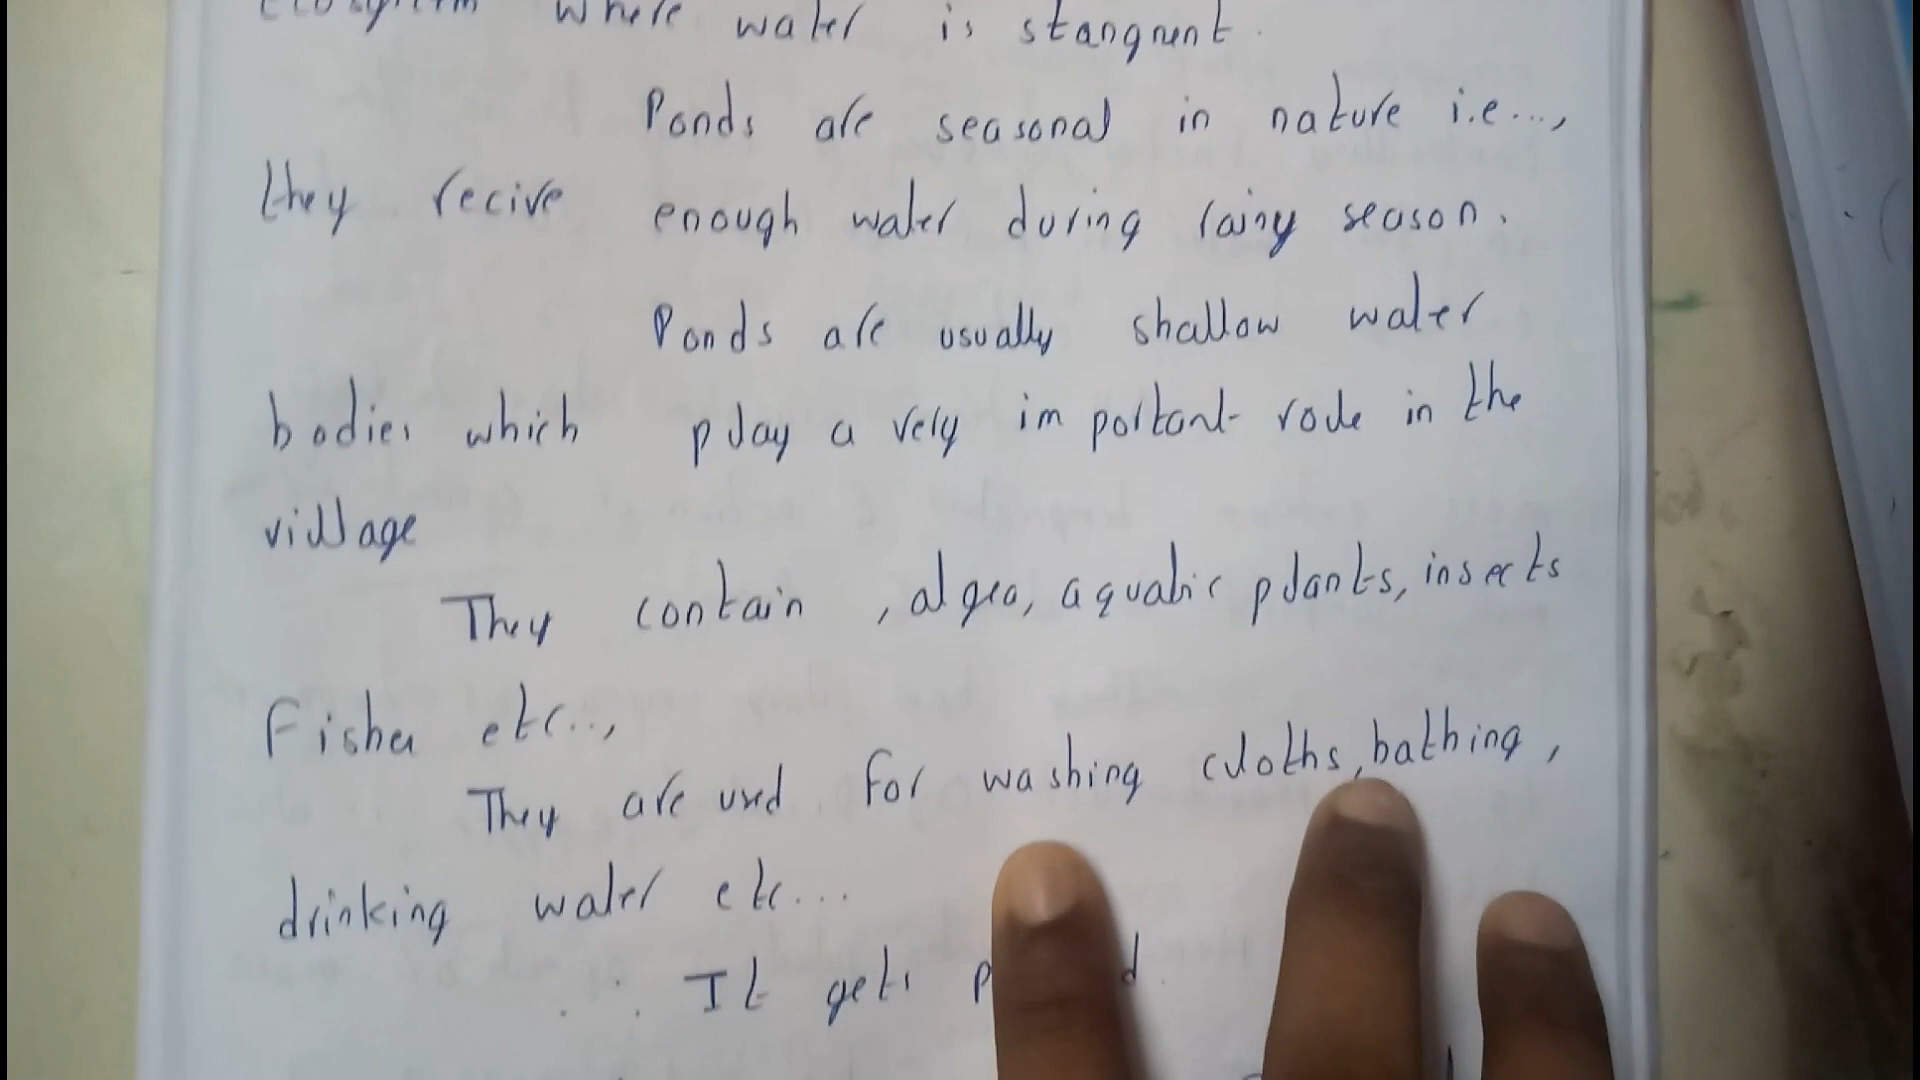 where water is stangnent.
Ponds are seasonal in nature i.e...,
they recive enough water during rainy season.
Ponds are usually shallow water
bodies which play a very important role in the
village
They contain , algea, aquatic plants, insects
Fishes etc..,
They are used for washing cloths, bathing,
drinking water etc...
∴ It gets